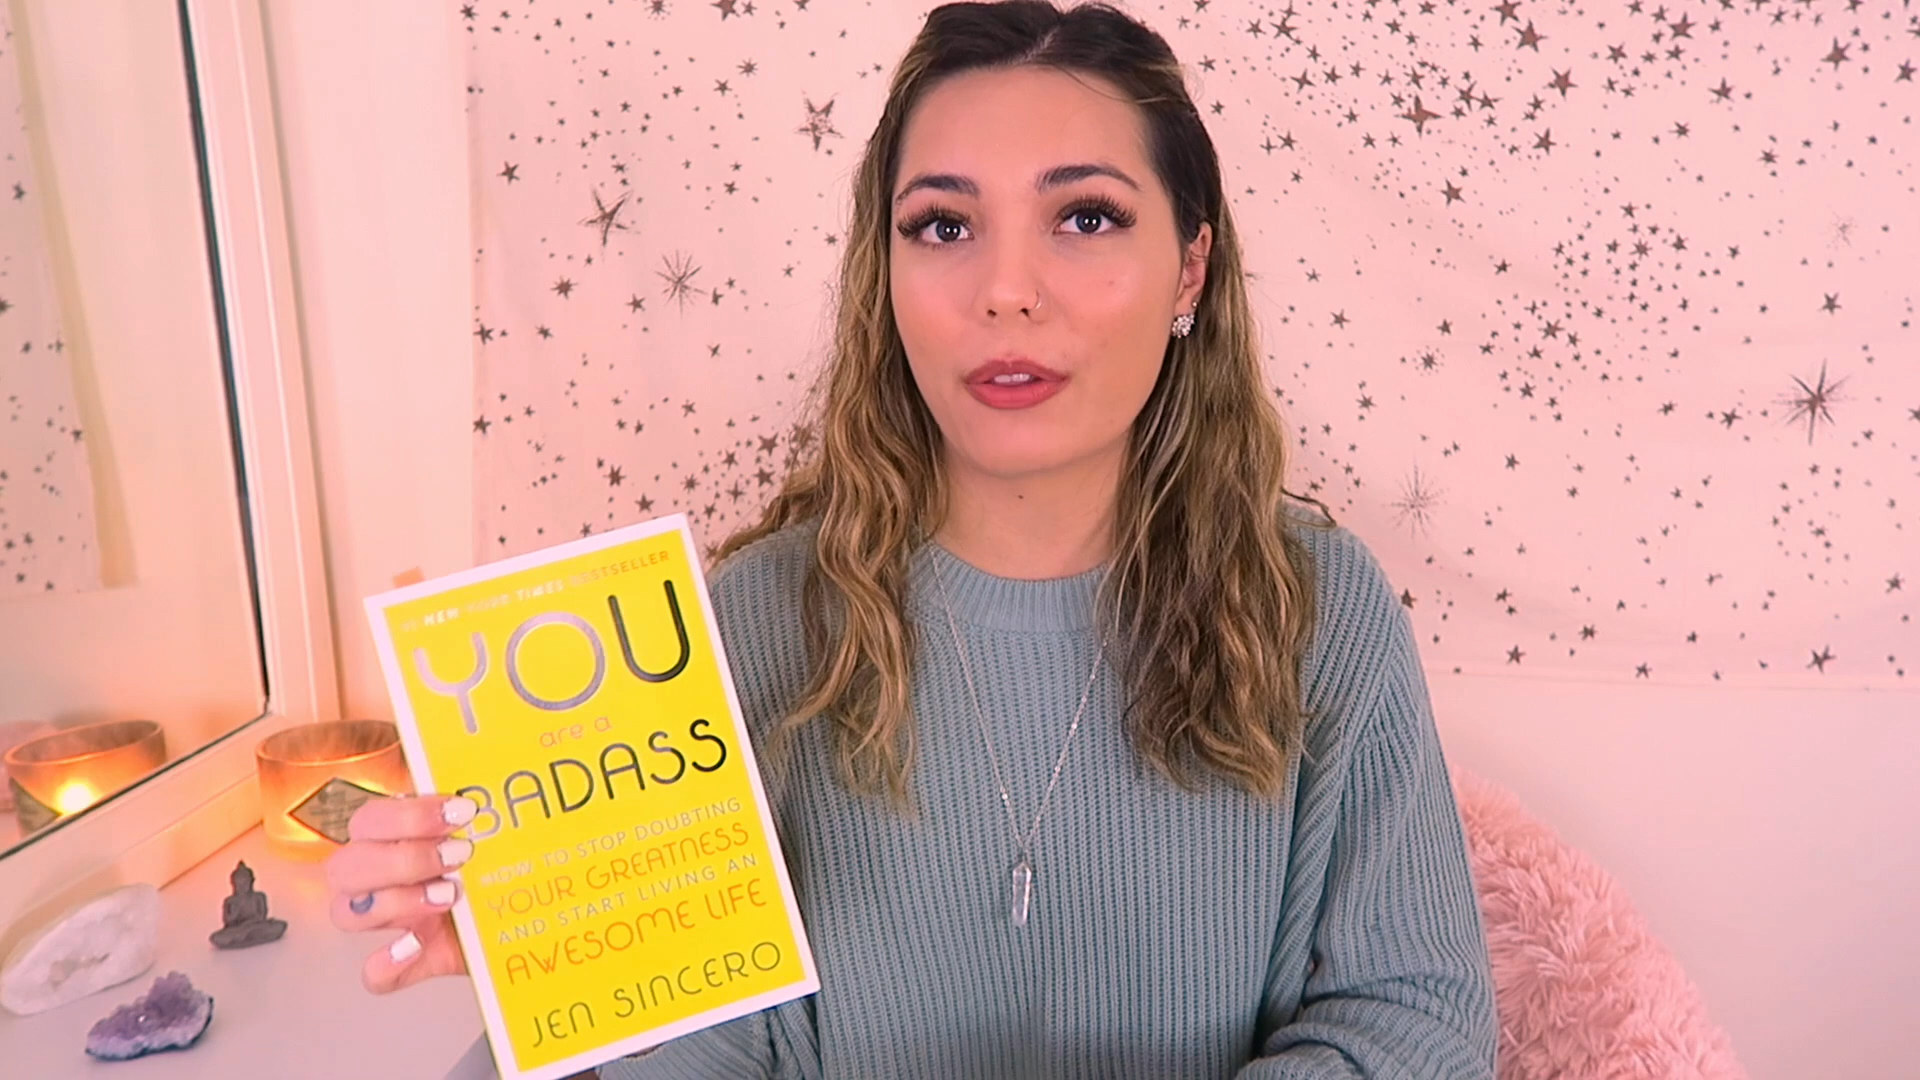 #1 NEW YORK TIMES BESTSELLER
YOU
are a
BADASS
HOW TO STOP DOUBTING
YOUR GREATNESS
AND START LIVING AN
AWESOME LIFE
JEN SINCERO